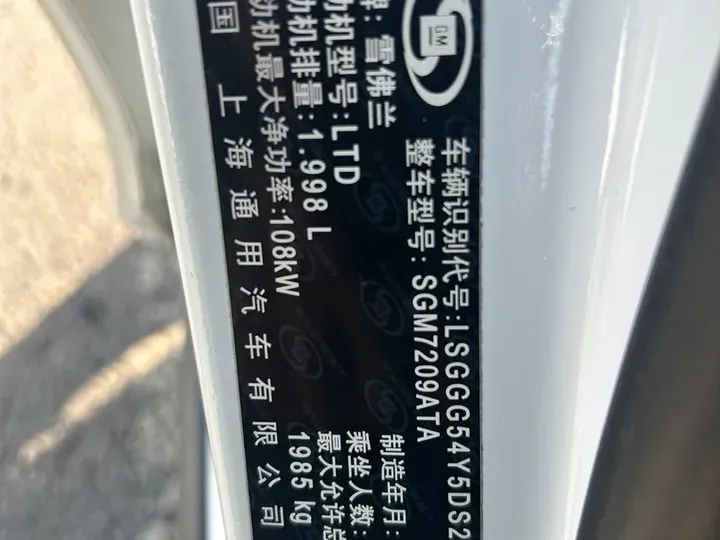 GM
车辆识别代号:LSGGG54Y5DS2
整车型号: SGM7209ATA
牌: 雪佛兰
制造年月:
动机型号:LTD
乘坐人数:
动机排量:1.998 L
最大允许总
动机最大净功率:108kW
1985 kg
国 上海通用汽车有限公司